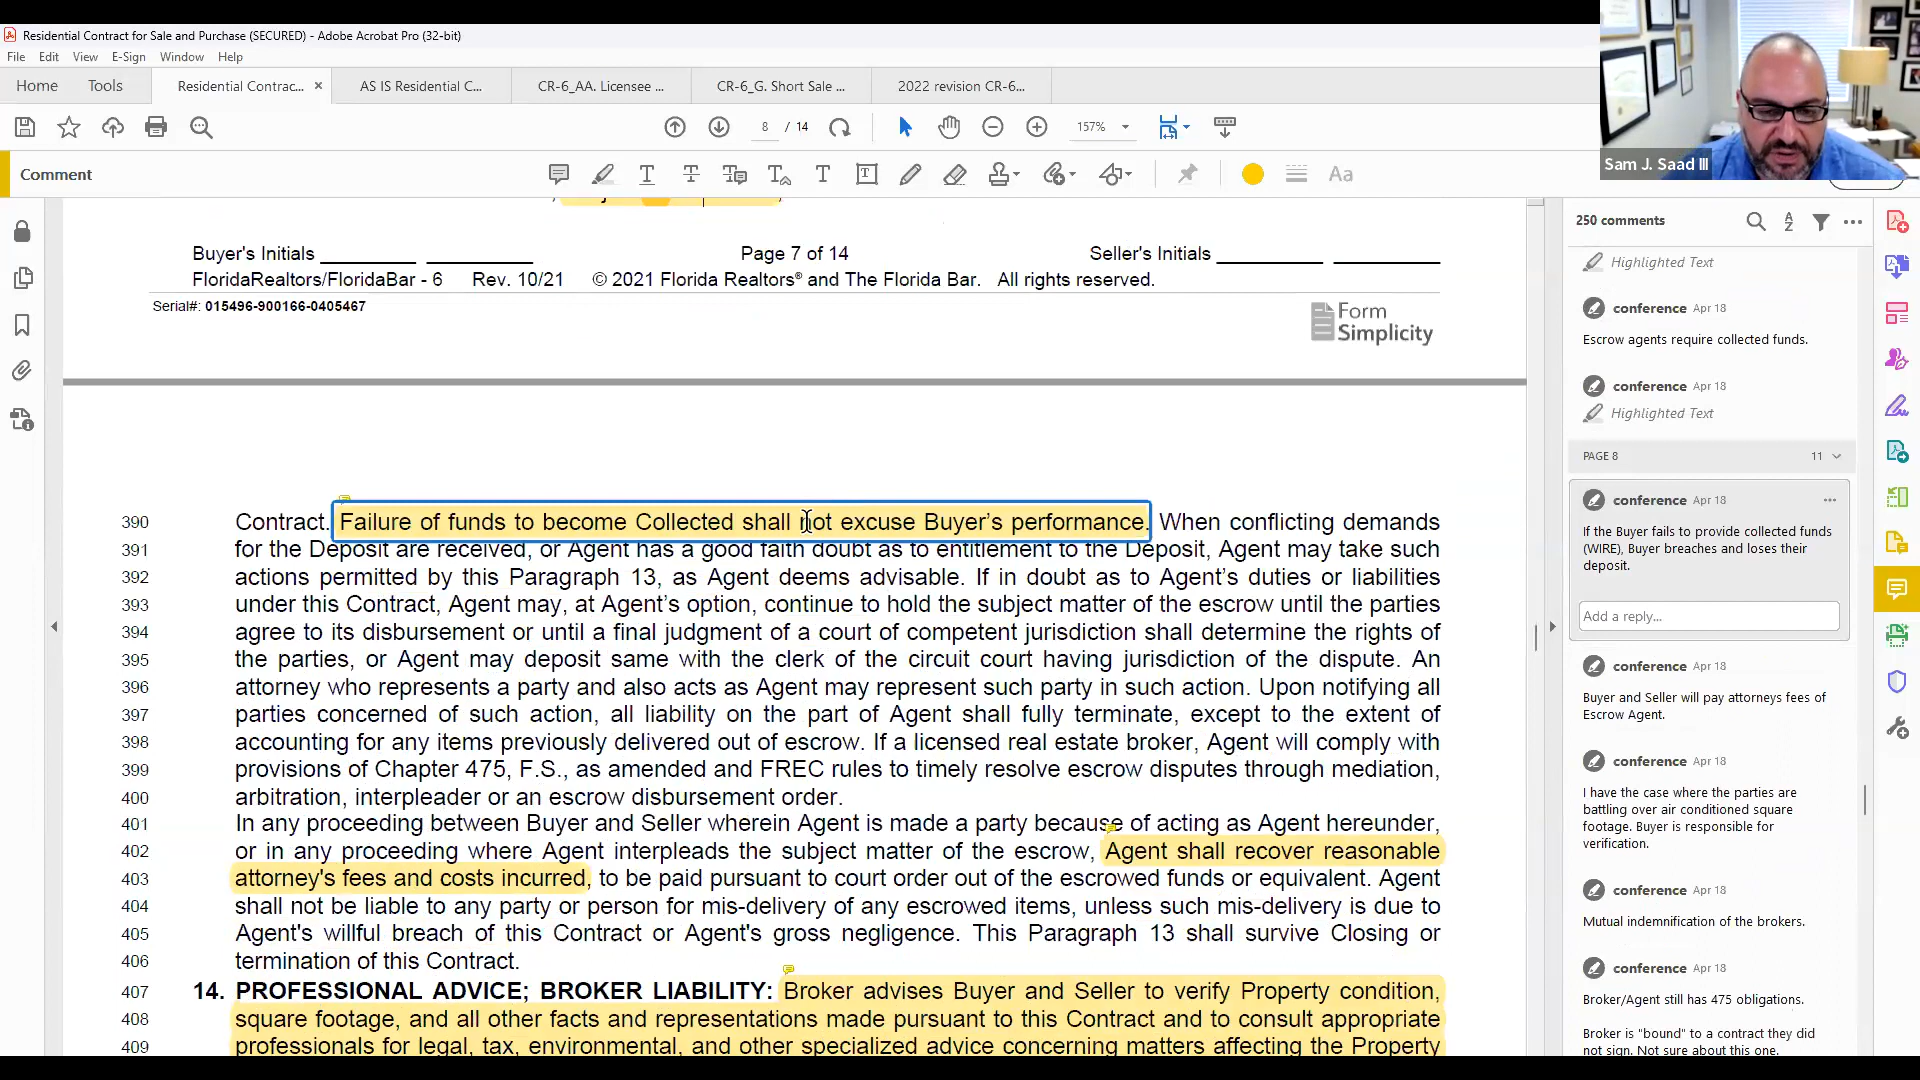 Residential Contract for Sale and Purchase (SECURED) - Adobe Acrobat Pro (32-bit)
File Edit View E-Sign Window Help
Home Tools Residential Contrac... × AS IS Residential C... CR-6_AA. Licensee ... CR-6_G. Short Sale ... 2022 revision CR-6...
8 / 14 157%
Sam J. Saad III
Comment
Buyer's Initials Page 7 of 14 Seller's Initials
FloridaRealtors/FloridaBar - 6 Rev. 10/21 © 2021 Florida Realtors® and The Florida Bar. All rights reserved.
Serial#: 015496-900166-0405467
Form
Simplicity
390 Contract. Failure of funds to become Collected shall not excuse Buyer's performance. When conflicting demands
391 for the Deposit are received, or Agent has a good faith doubt as to entitlement to the Deposit, Agent may take such
392 actions permitted by this Paragraph 13, as Agent deems advisable. If in doubt as to Agent's duties or liabilities
393 under this Contract, Agent may, at Agent's option, continue to hold the subject matter of the escrow until the parties
394 agree to its disbursement or until a final judgment of a court of competent jurisdiction shall determine the rights of
395 the parties, or Agent may deposit same with the clerk of the circuit court having jurisdiction of the dispute. An
396 attorney who represents a party and also acts as Agent may represent such party in such action. Upon notifying all
397 parties concerned of such action, all liability on the part of Agent shall fully terminate, except to the extent of
398 accounting for any items previously delivered out of escrow. If a licensed real estate broker, Agent will comply with
399 provisions of Chapter 475, F.S., as amended and FREC rules to timely resolve escrow disputes through mediation,
400 arbitration, interpleader or an escrow disbursement order.
401 In any proceeding between Buyer and Seller wherein Agent is made a party because of acting as Agent hereunder,
402 or in any proceeding where Agent interpleads the subject matter of the escrow, Agent shall recover reasonable
403 attorney's fees and costs incurred, to be paid pursuant to court order out of the escrowed funds or equivalent. Agent
404 shall not be liable to any party or person for mis-delivery of any escrowed items, unless such mis-delivery is due to
405 Agent's willful breach of this Contract or Agent's gross negligence. This Paragraph 13 shall survive Closing or
406 termination of this Contract.
407 14. PROFESSIONAL ADVICE; BROKER LIABILITY: Broker advises Buyer and Seller to verify Property condition,
408 square footage, and all other facts and representations made pursuant to this Contract and to consult appropriate
409 professionals for legal, tax, environmental, and other specialized advice concerning matters affecting the Property
250 comments
Highlighted Text
conference Apr 18
Escrow agents require collected funds.
conference Apr 18
Highlighted Text
PAGE 8 11
conference Apr 18
If the Buyer fails to provide collected funds
(WIRE), Buyer breaches and loses their
deposit.
Add a reply...
conference Apr 18
Buyer and Seller will pay attorneys fees of
Escrow Agent.
conference Apr 18
I have the case where the parties are
battling over air conditioned square
footage. Buyer is responsible for
verification.
conference Apr 18
Mutual indemnification of the brokers.
conference Apr 18
Broker/Agent still has 475 obligations.
Broker is "bound" to a contract they did
not sign. Not sure about this one.